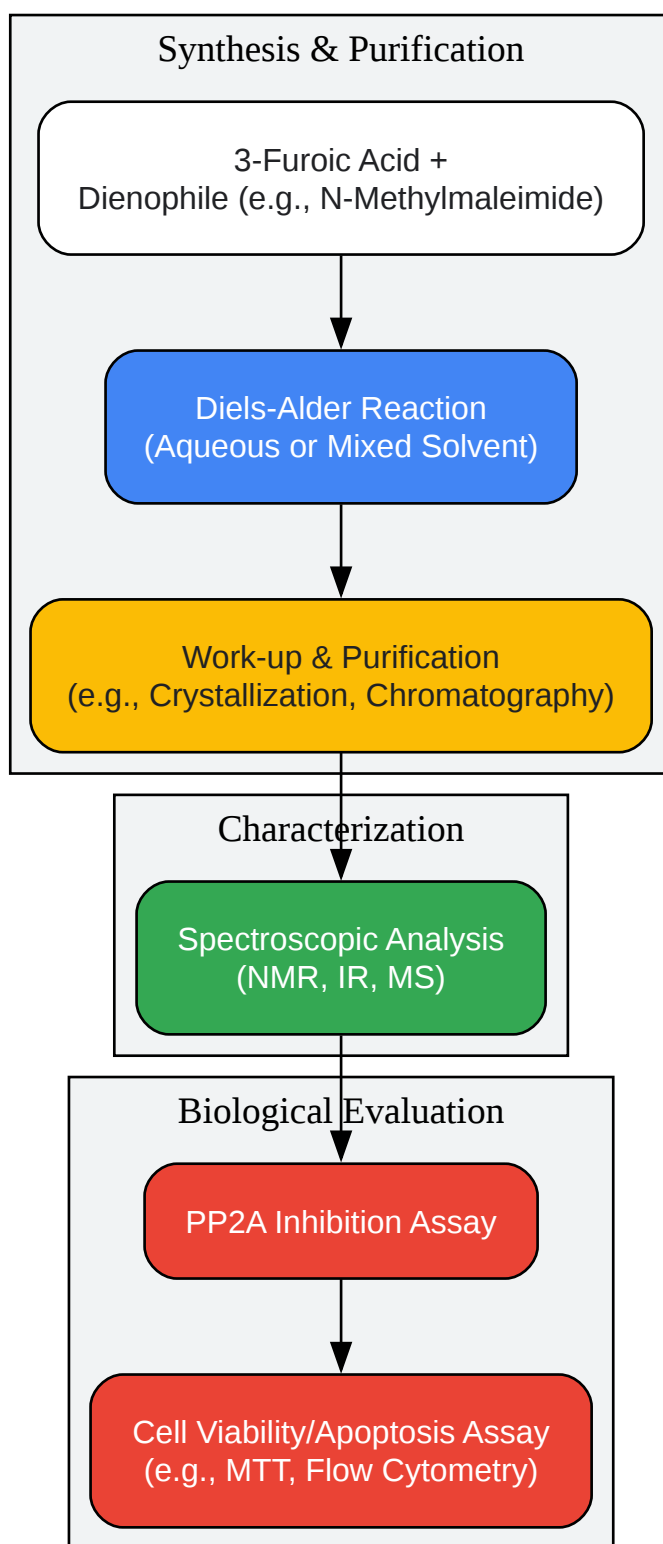 Synthesis & Purification
3-Furoic Acid +
Dienophile (e.g., N-Methylmaleimide)
Diels-Alder Reaction
(Aqueous or Mixed Solvent)
Work-up & Purification
(e.g., Crystallization, Chromatography)
Characterization
Spectroscopic Analysis
(NMR, IR, MS)
Biological Evaluation
PP2A Inhibition Assay
Cell Viability/Apoptosis Assay
(e.g., MTT, Flow Cytometry)